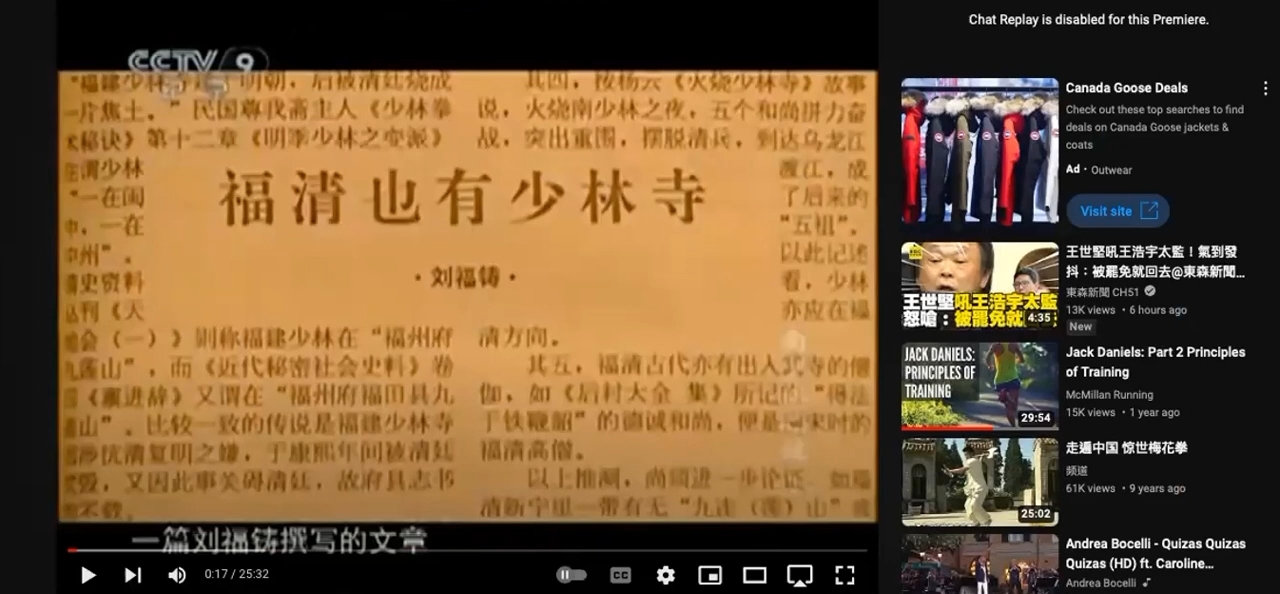 CCTV 9
"福建少林寺 明朝，后被清廷烧成
一片焦土。"民国尊我斋主人《少林拳
术秘诀》第十二章《明季少林之变派》
谓少林
"一在闽
中，一在
中州"。
史资料
丛刊《天
会（一）》则称福建少林在"福州府
九莲山"，而《近代秘密社会史料》卷
《禀进辞》又谓在"福州府福田县九
莲山"。比较一致的传说是福建少林寺
涉抗清复明之嫌，于康熙年间被清廷
毁，又因此事关碍清廷，故府县志书
不载。
福清也有少林寺
·刘福铸·
其四，按杨云《火烧少林寺》故事
说，火烧南少林之夜，五个和尚拼力奋
战，突出重围，摆脱清兵，到达乌龙江
渡江，成
了后来的
"五祖"。
以此记述
看，少林
亦应在福
清方向。
其五，福清古代亦有出人武寺的僧
伽，如《后村大全 集》所记的"得法
于铁鞭韶"的德诚和尚，便是宋时的
福清高僧。
以上推测，尚须进一步论证。如
清新宁里一带有无"九连（莲）山"
一篇刘福铸撰写的文章
0:17 / 25:32
CC
Chat Replay is disabled for this Premiere.
Canada Goose Deals
Check out these top searches to find
deals on Canada Goose jackets &
coats
Ad · Outwear
Visit site
王世堅
吼王浩宇太監
怒嗆：被罷免就
4:35
王世堅吼王浩宇太監！氣到發
抖：被罷免就回去@東森新聞...
東森新聞 CH51
13K views · 6 hours ago
New
JACK DANIELS:
PRINCIPLES OF
TRAINING
29:54
Jack Daniels: Part 2 Principles
of Training
McMillan Running
15K views · 1 year ago
25:02
走遍中国 惊世梅花拳
频道
61K views · 9 years ago
Andrea Bocelli - Quizas Quizas
Quizas (HD) ft. Caroline...
Andrea Bocelli